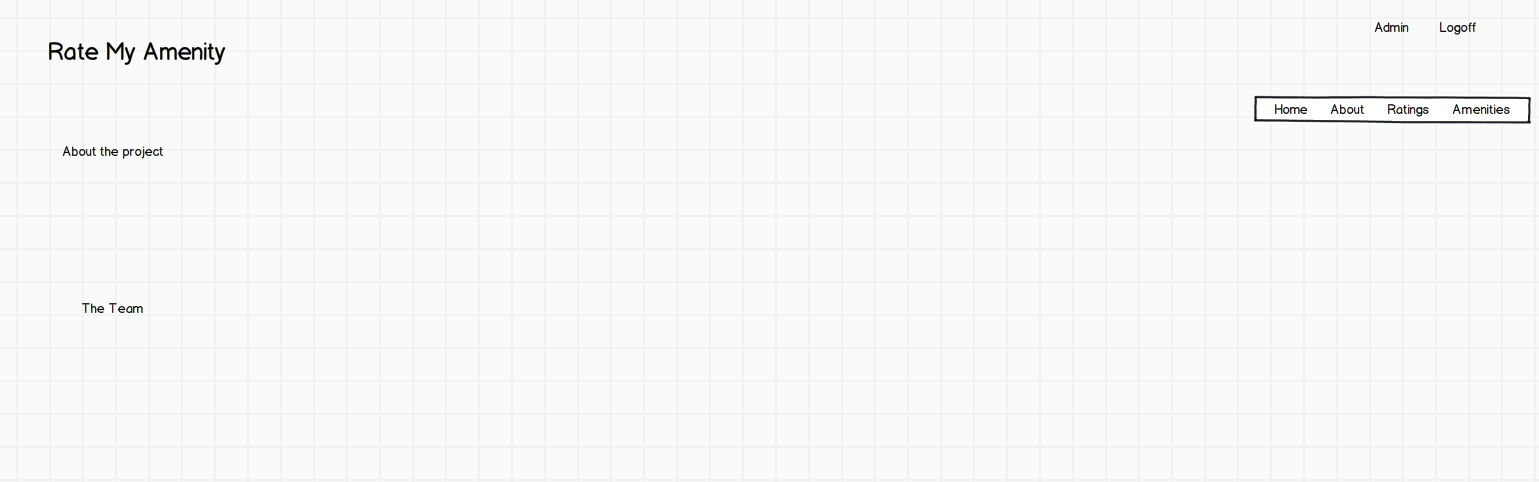 Admin Logoff
Rate My Amenity
Home About Ratings Amenities
About the project
The Team